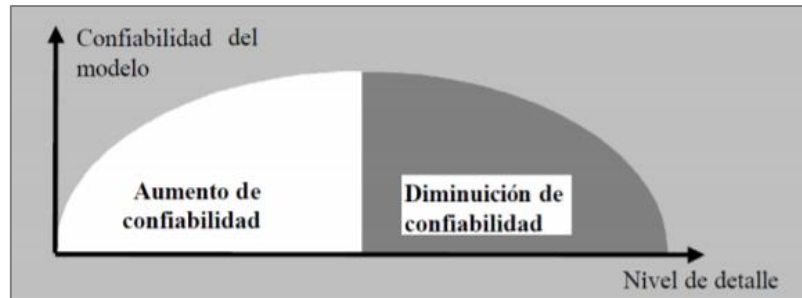 Confiabilidad del
modelo
Aumento de
confiabilidad
Diminuición de
confiabilidad
Nivel de detalle